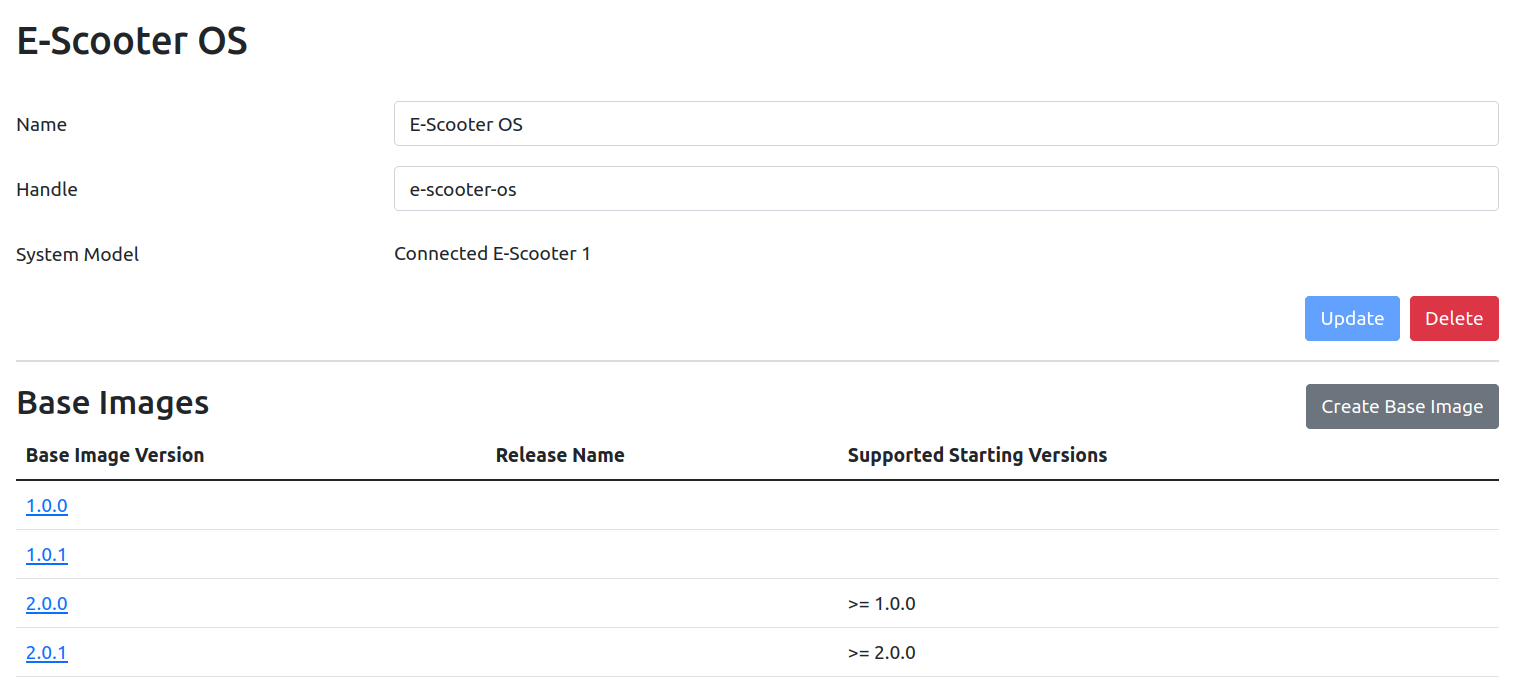 E-Scooter OS
Name E-Scooter OS
Handle e-scooter-os
System Model Connected E-Scooter 1
Update Delete
Base Images Create Base Image
Base Image Version Release Name Supported Starting Versions
1.0.0
1.0.1
2.0.0 >= 1.0.0
2.0.1 >= 2.0.0